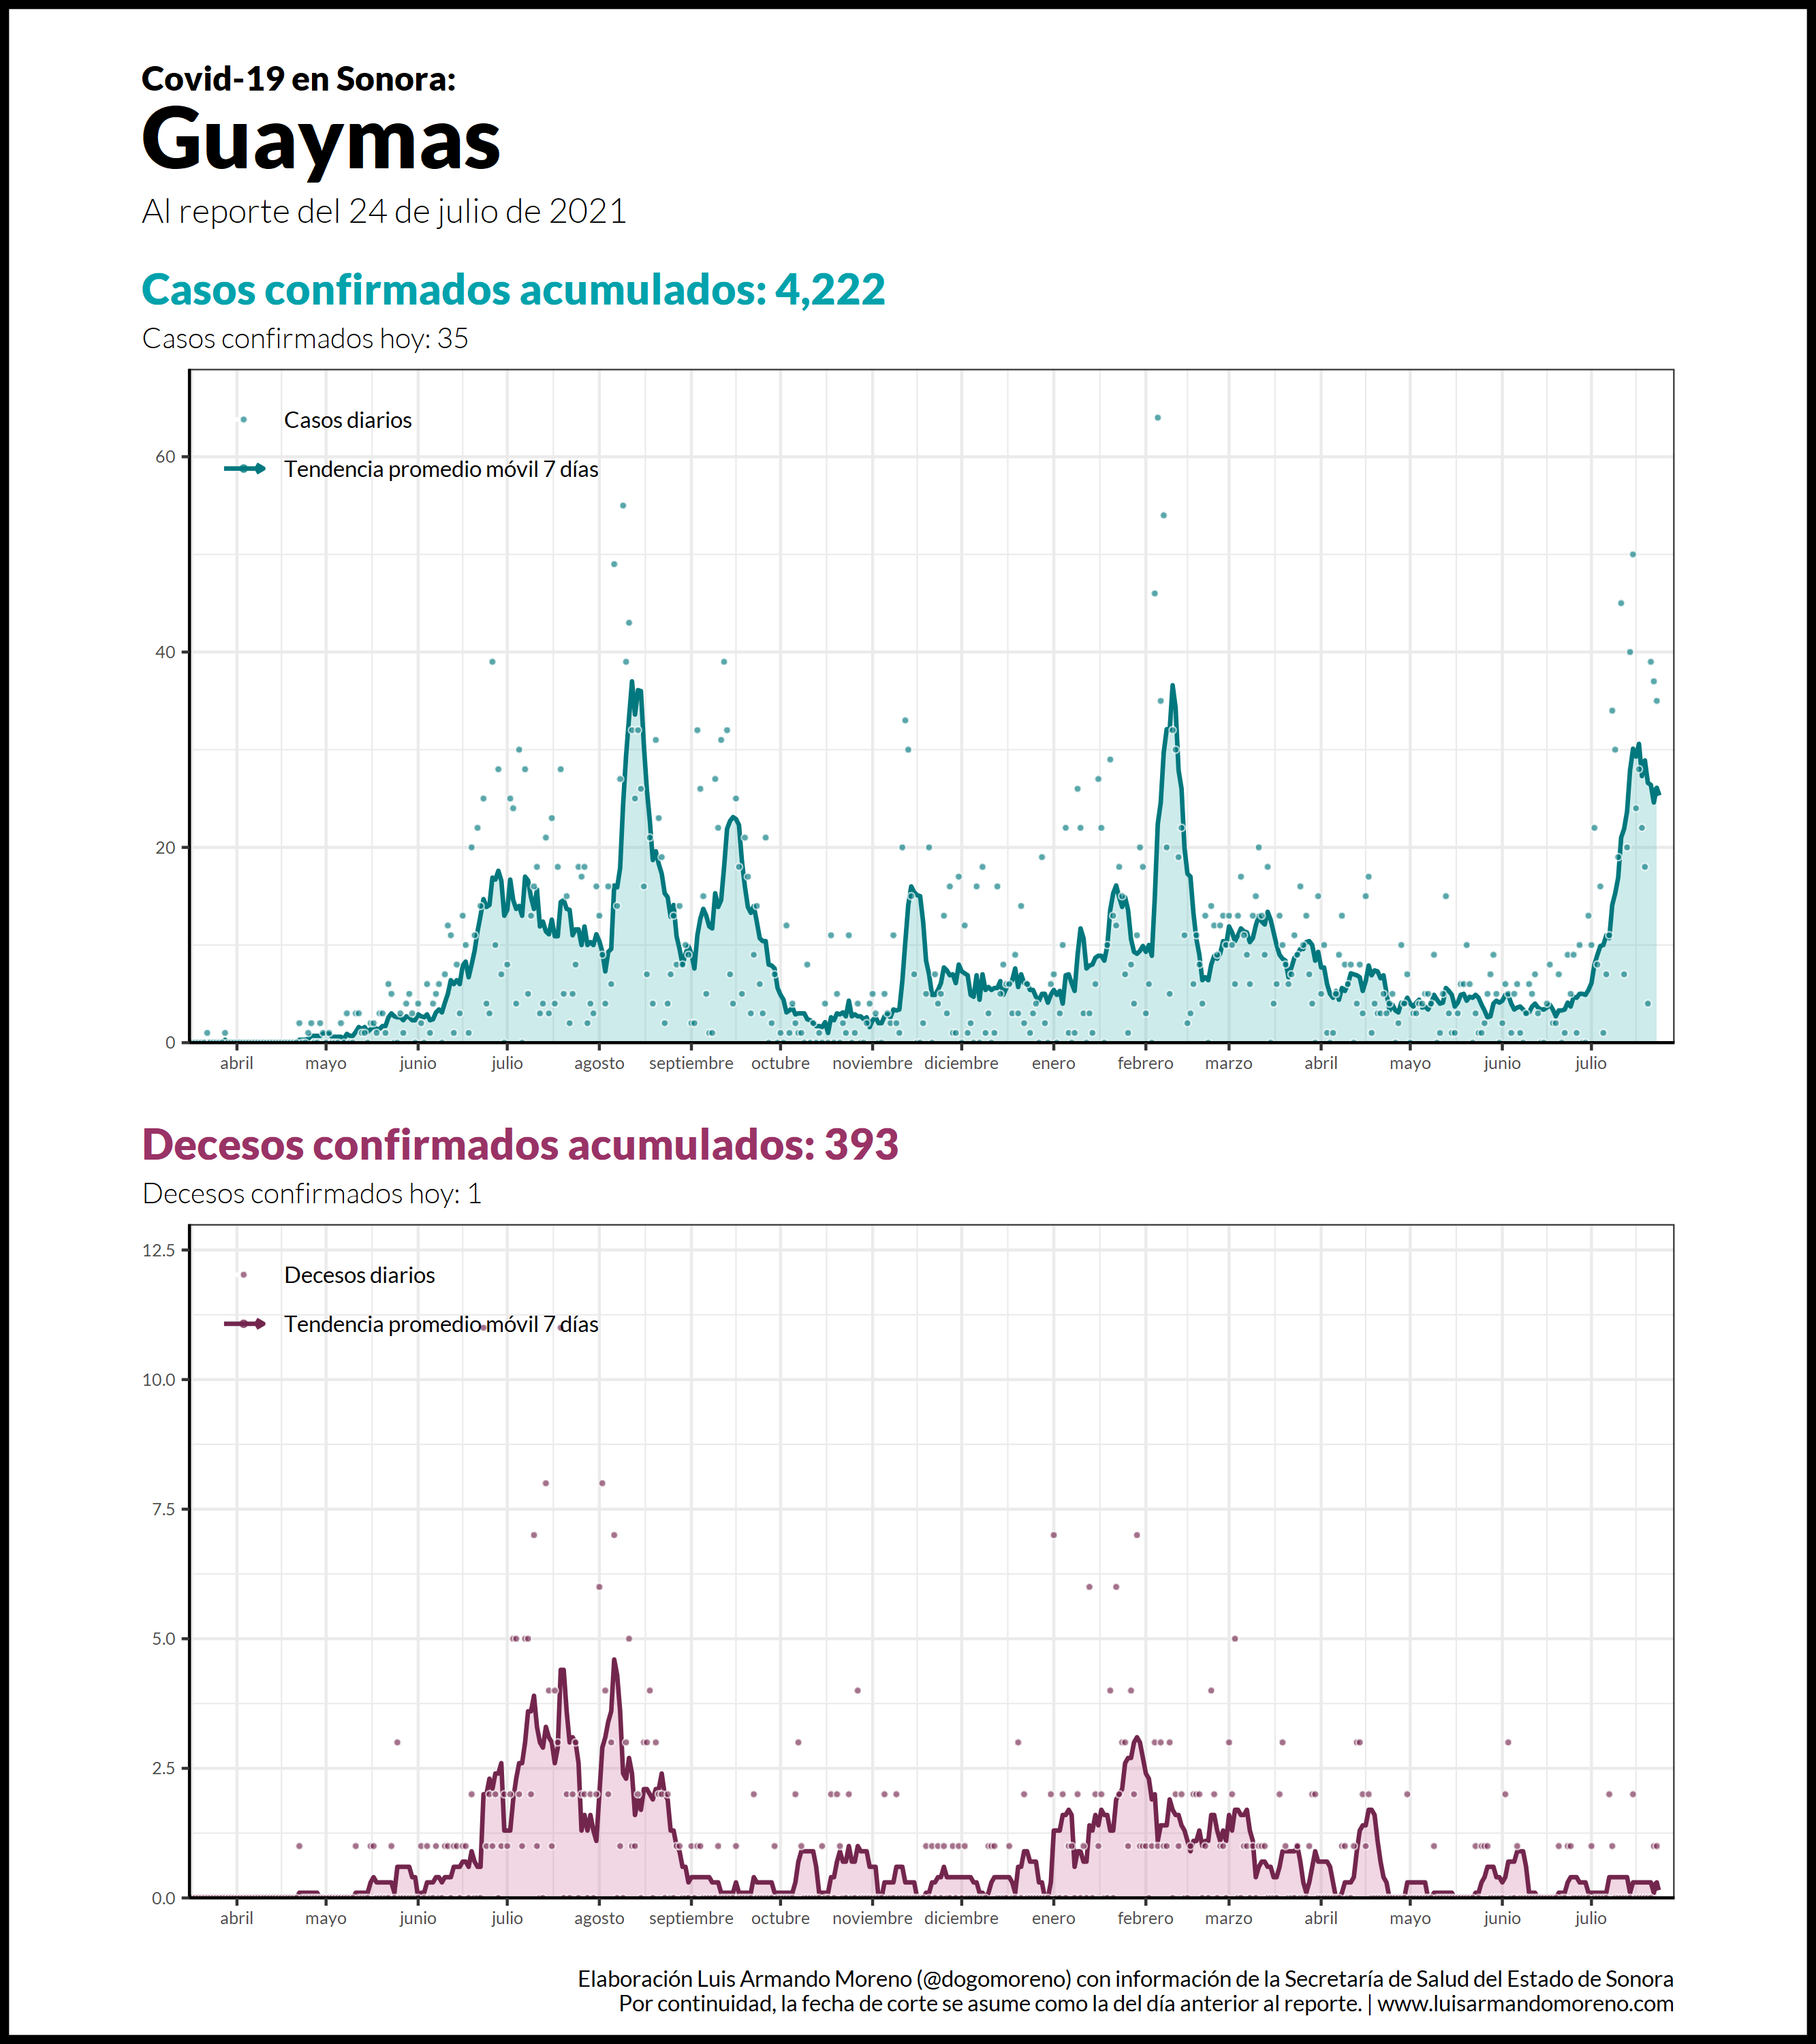 Covid-19 en Sonora:
Guaymas
Al reporte del 24 de julio de 2021
Casos confirmados acumulados: 4,222
Casos confirmados hoy: 35
Casos diarios
Tendencia promedio móvil 7 días
60
40
20
0
abril mayo junio julio agosto septiembre octubre noviembre diciembre enero febrero marzo abril mayo junio julio
Decesos confirmados acumulados: 393
Decesos confirmados hoy: 1
12.5
Decesos diarios
Tendencia promedio móvil 7 días
10.0
7.5
5.0
2.5
0.0
abril mayo junio julio agosto septiembre octubre noviembre diciembre enero febrero marzo abril mayo junio julio
Elaboración Luis Armando Moreno (@dogomoreno) con información de la Secretaría de Salud del Estado de Sonora
Por continuidad, la fecha de corte se asume como la del día anterior al reporte. | www.luisarmandomoreno.com